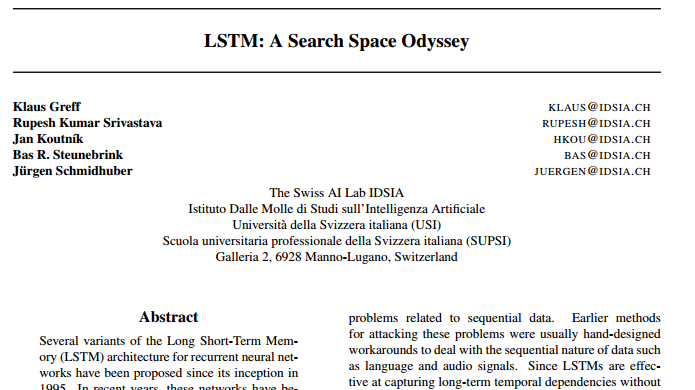 LSTM: A Search Space Odyssey
Klaus Greff KLAUS@IDSIA.CH
Rupesh Kumar Srivastava RUPESH@IDSIA.CH
Jan Koutník HKOU@IDSIA.CH
Bas R. Steunebrink BAS@IDSIA.CH
Jürgen Schmidhuber JUERGEN@IDSIA.CH
The Swiss AI Lab IDSIA
Istituto Dalle Molle di Studi sull'Intelligenza Artificiale
Università della Svizzera italiana (USI)
Scuola universitaria professionale della Svizzera italiana (SUPSI)
Galleria 2, 6928 Manno-Lugano, Switzerland
Abstract
Several variants of the Long Short-Term Mem-
ory (LSTM) architecture for recurrent neural net-
works have been proposed since its inception in
1995. In recent years, these networks have be-
problems related to sequential data. Earlier methods
for attacking these problems were usually hand-designed
workarounds to deal with the sequential nature of data such
as language and audio signals. Since LSTMs are effec-
tive at capturing long-term temporal dependencies without